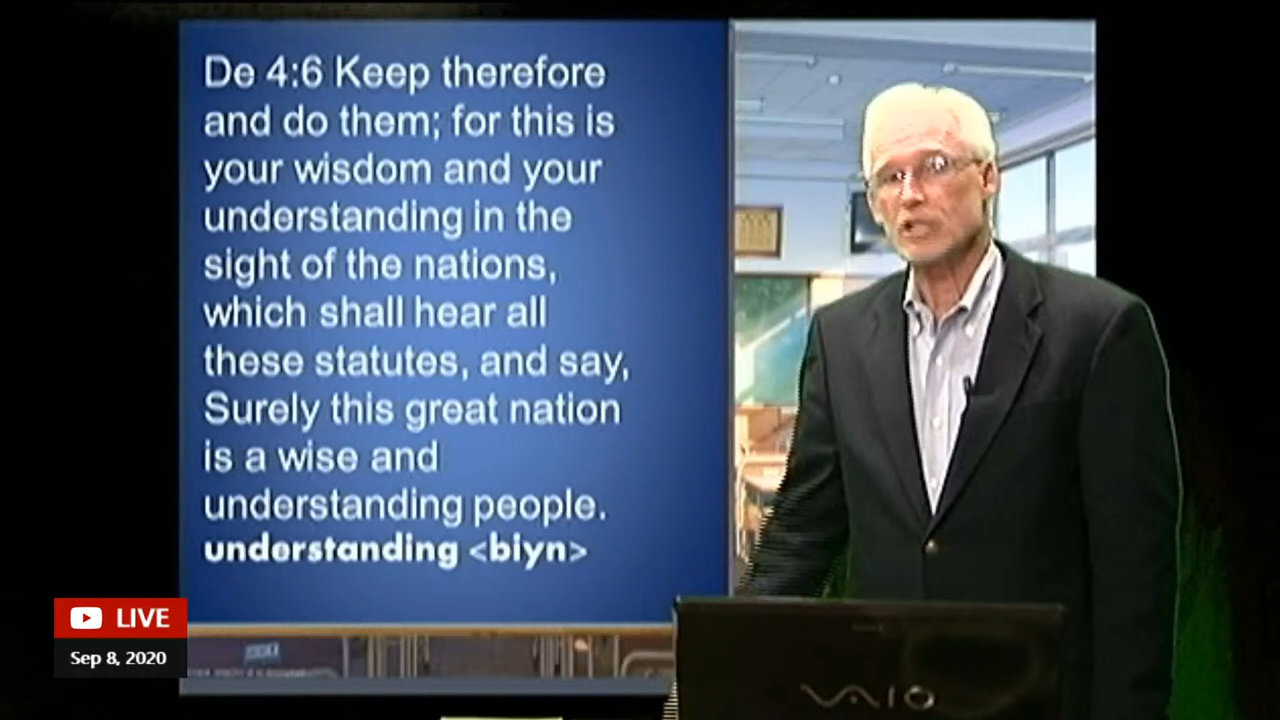 De 4:6 Keep therefore
and do them; for this is
your wisdom and your
understanding in the
sight of the nations,
which shall hear all
these statutes, and say,
Surely this great nation
is a wise and
understanding people.
understanding <biyn>
LIVE
Sep 8, 2020
VAIO